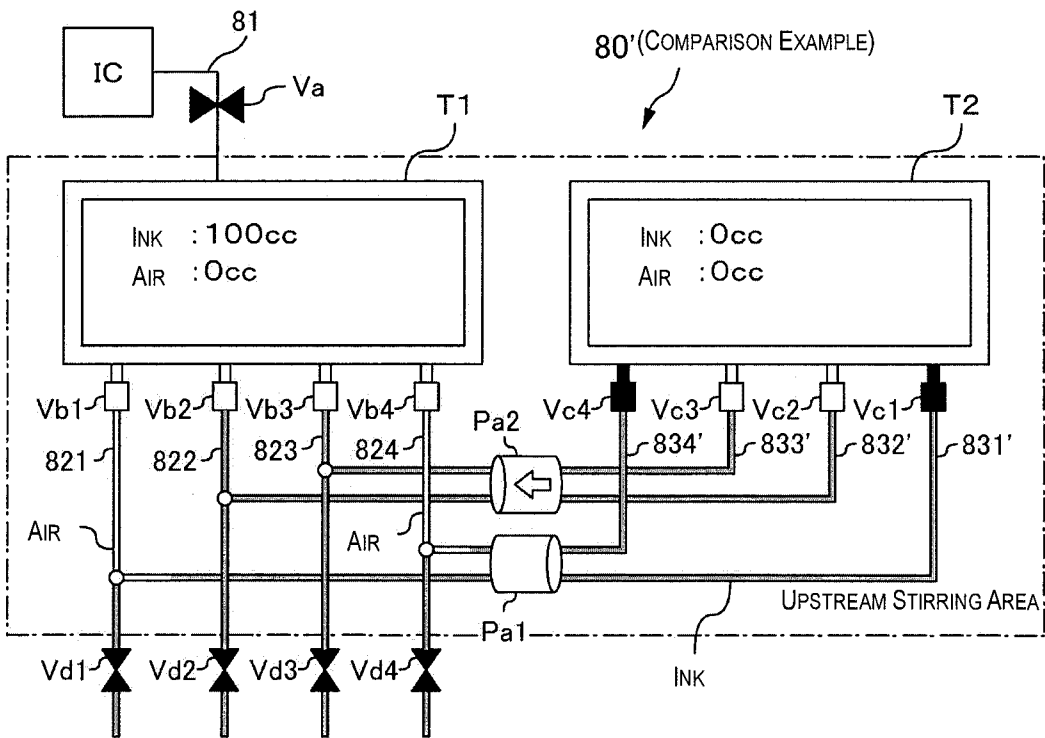 81
80' (COMPARISON EXAMPLE)
IC
Va
T1
T2
INK : 100cc
AIR : 0cc
INK : 0cc
AIR : 0cc
Vb1
Vb2
Vb3
Vb4
Vc4
Vc3
Vc2
Vc1
Pa2
821
822
823
824
834'
833'
832'
831'
AIR
AIR
UPSTREAM STIRRING AREA
Pa1
Vd1
Vd2
Vd3
Vd4
INK